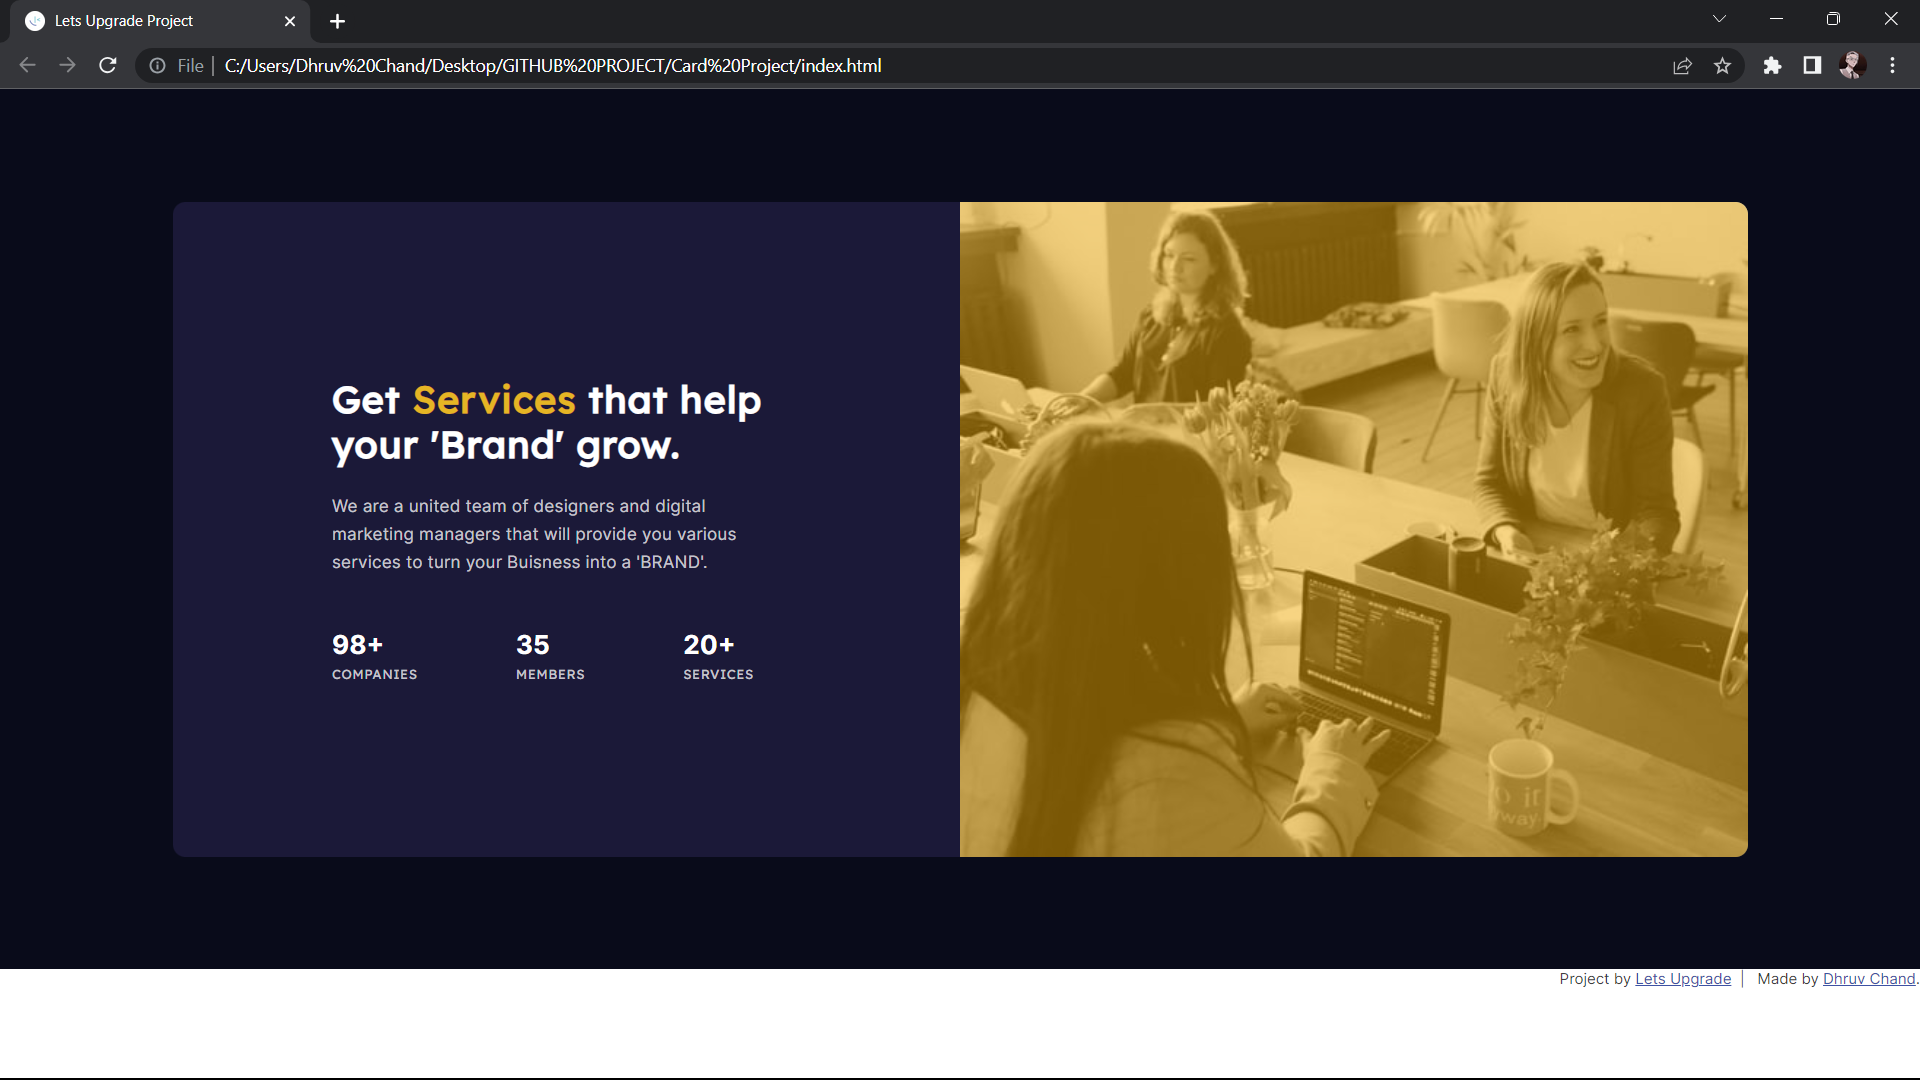 Lets Upgrade Project
File
C:/Users/Dhruv%20Chand/Desktop/GITHUB%20PROJECT/Card%20Project/index.html
Get Services that help
your 'Brand' grow.
We are a united team of designers and digital
marketing managers that will provide you various
services to turn your Buisness into a 'BRAND'.
98+ 35 20+
COMPANIES MEMBERS SERVICES
way
Project by Lets Upgrade | Made by Dhruv Chand.